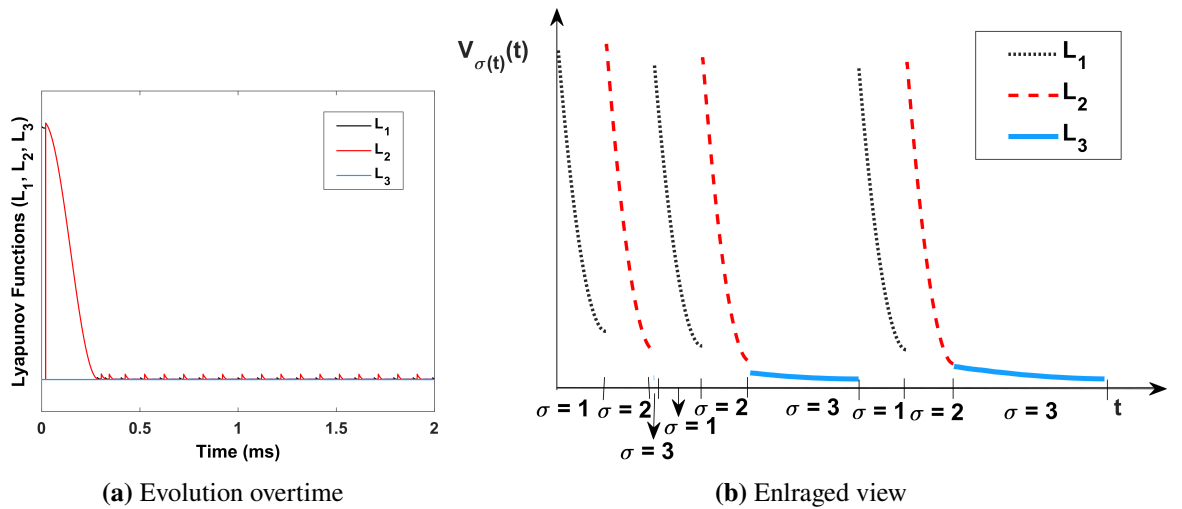 Lyapunov Functions (L1, L2, L3)
L1
L2
L3
0 0.5 1 1.5 2
Time (ms)
(a) Evolution overtime
Vσ(t)(t)
L1
L2
L3
σ = 1 σ = 2 σ = 2 σ = 3 σ = 1 σ = 2 σ = 3 t
σ = 1
σ = 3
(b) Enlraged view